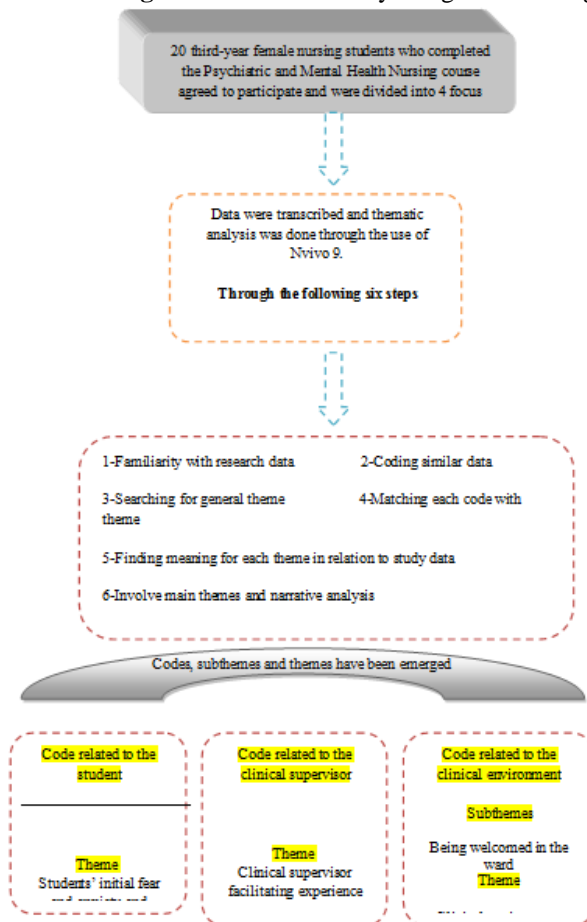 20 third-year female nursing students who completed
the Psychiatric and Mental Health Nursing course
agreed to participate and were divided into 4 focus
Data were transcribed and thematic
analysis was done through the use of
Nvivo 9.
Through the following six steps
1-Familiarity with research data 2-Coding similar data
3-Searching for general theme 4-Matching each code with
theme
5-Finding meaning for each theme in relation to study data
6-Involve main themes and narrative analysis
Codes, subthemes and themes have been emerged
Code related to the
student
Theme
Students' initial fear
Code related to the
clinical supervisor
Theme
Clinical supervisor
facilitating experience
Code related to the
clinical environment
Subthemes
Being welcomed in the
ward
Theme